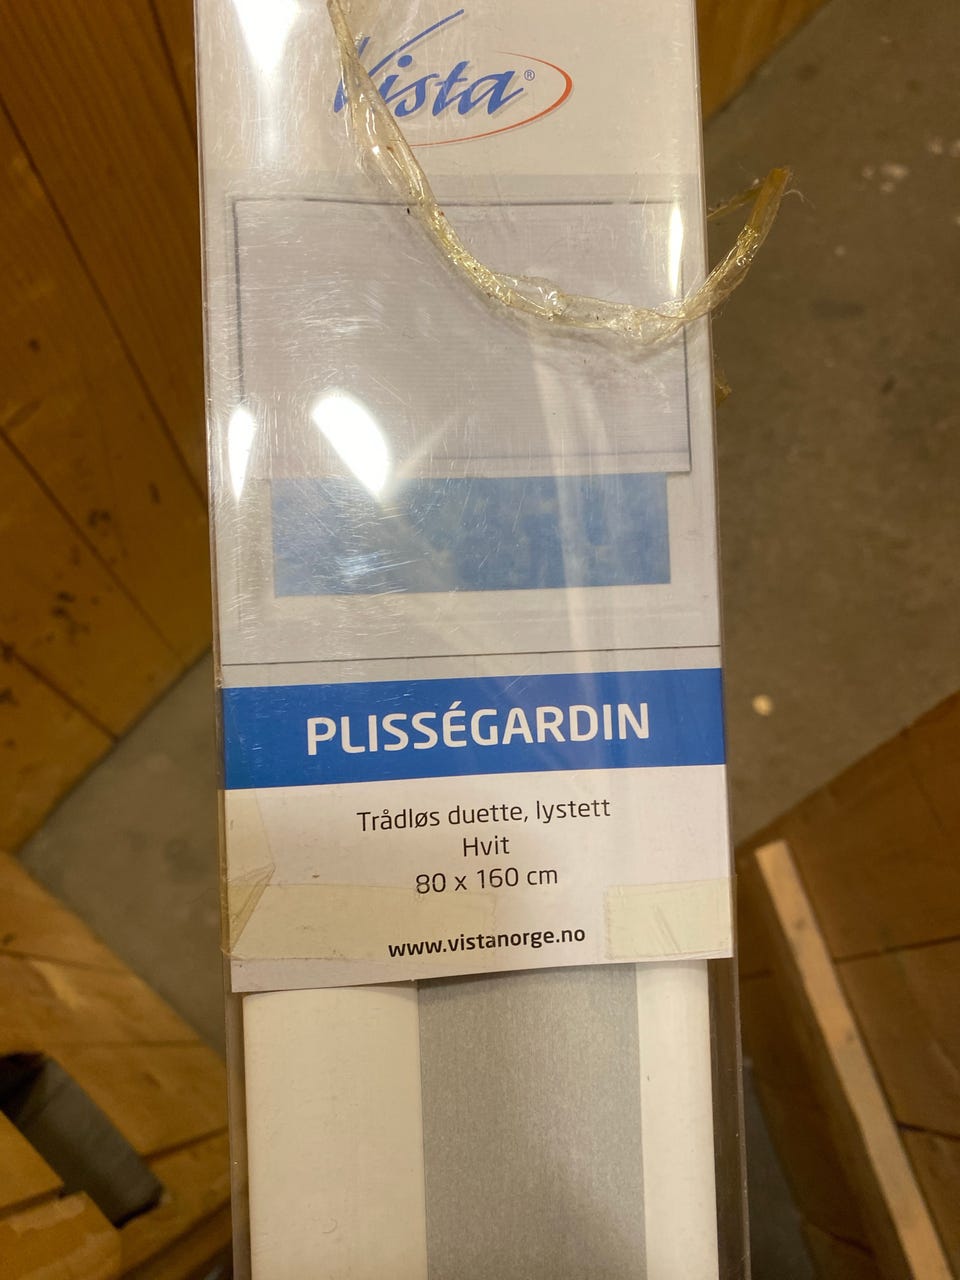 Vista®
PLISSÉGARDIN
Trådløs duette, lystett
Hvit
80 x 160 cm
www.vistanorge.no